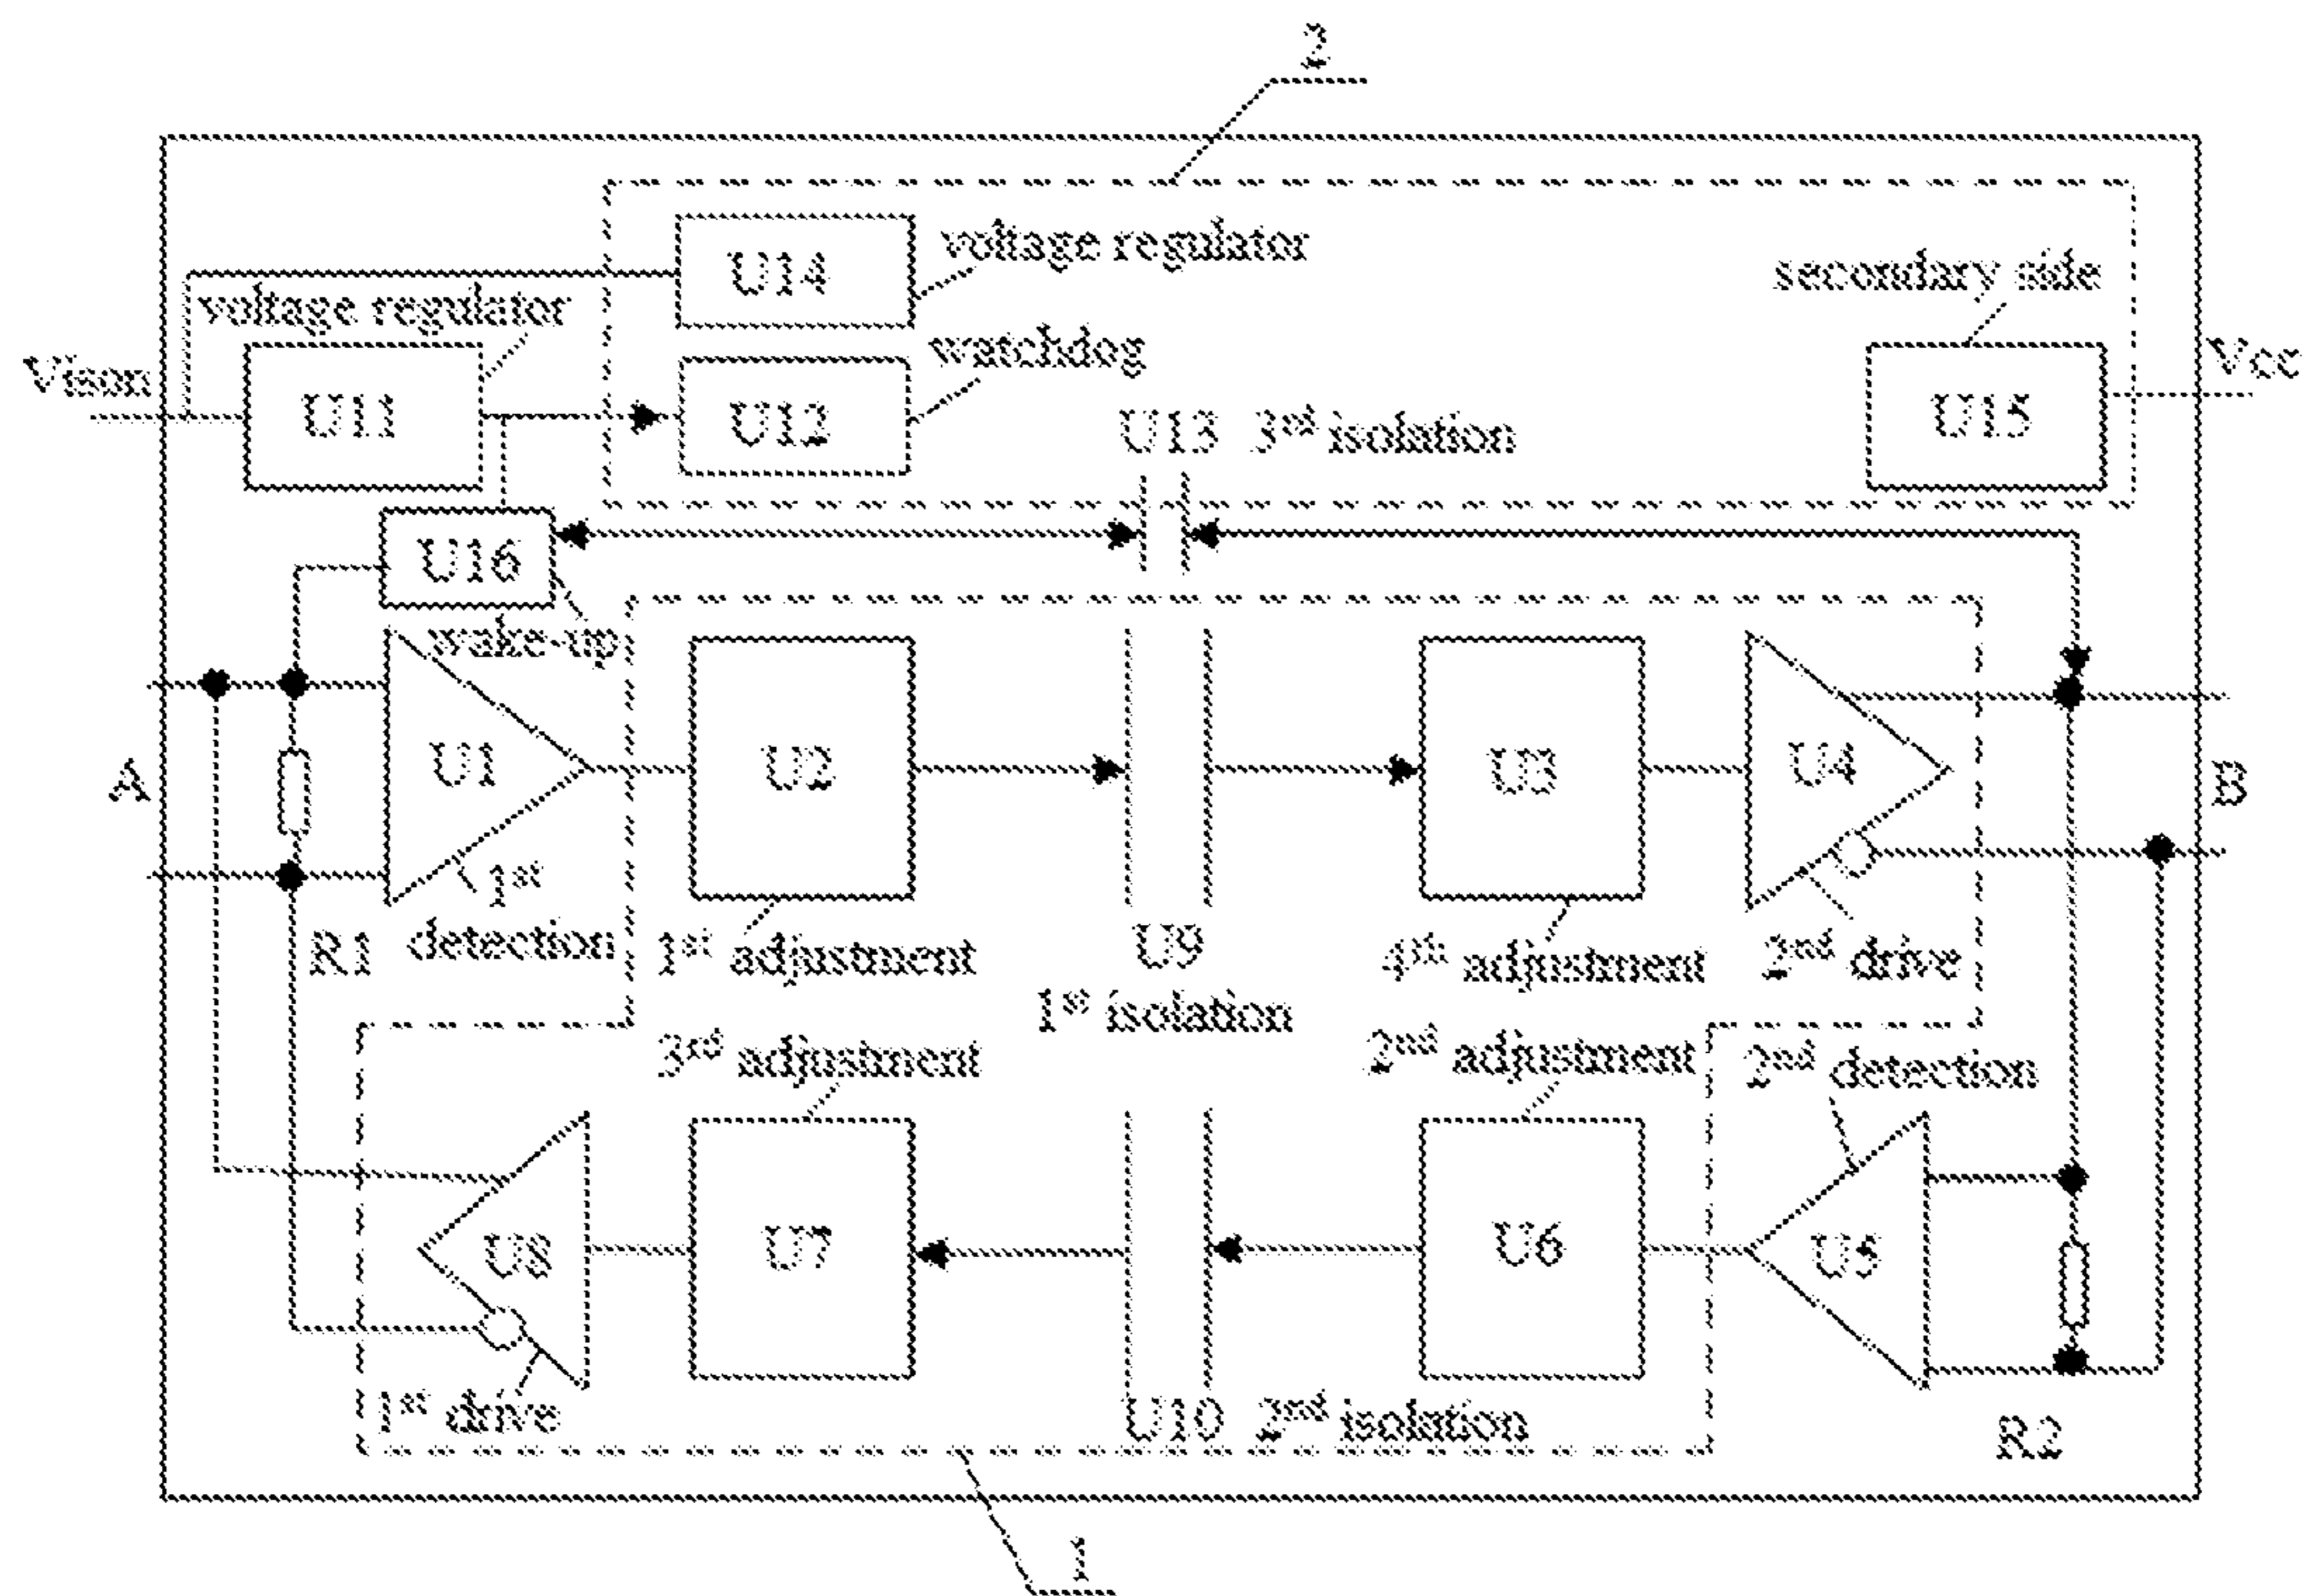 2
U14
voltage regulator
secondary side
voltage regulator
watchdog
Vison
Vcc
U11
U12
U15
U13 3rd isolation
U16
wake-up
U1
U2
U3
U4
A
B
1st
detection
R1
1st adjustment
U9
1st isolation
4th adjustment
2nd drive
3rd adjustment
2nd adjustment
2nd detection
U8
U7
U6
U5
1st drive
U10 2nd isolation
R2
1